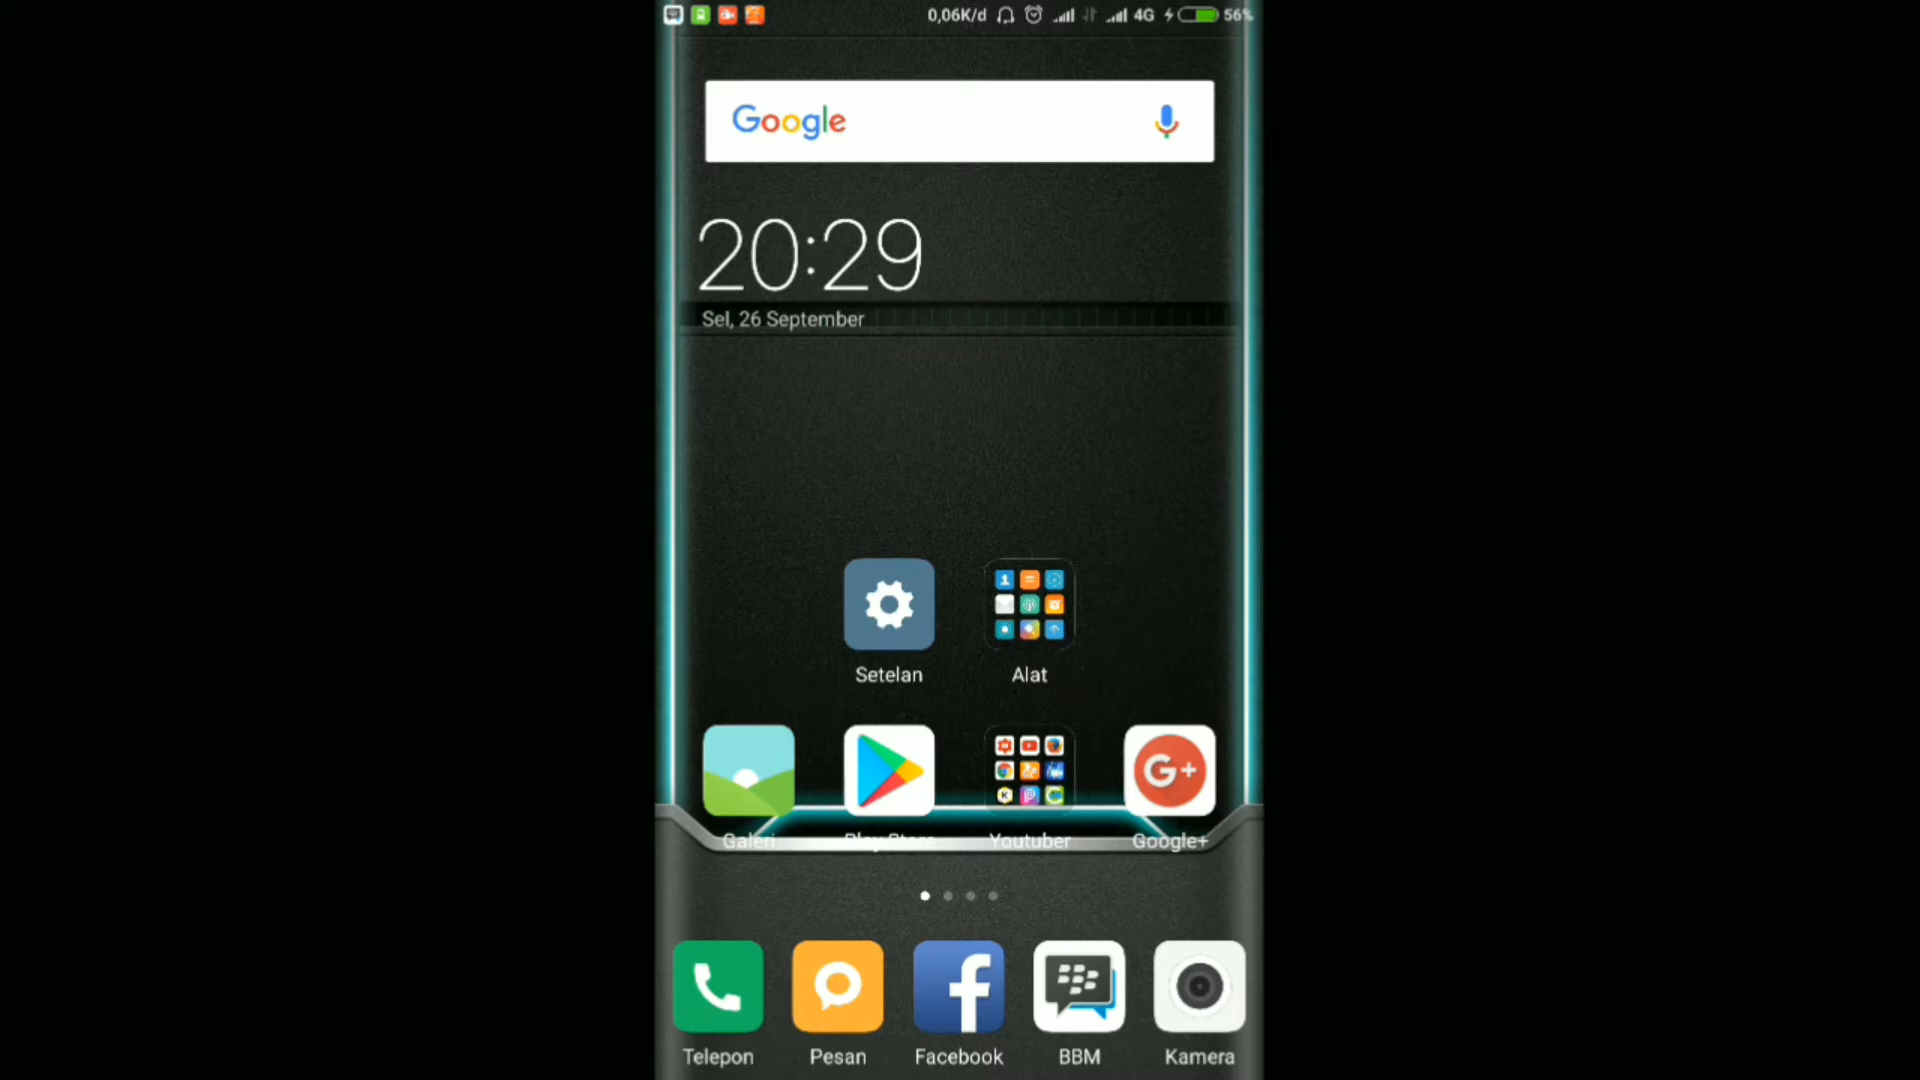 0,06K/d 4G 56%
Google
20:29
Sel, 26 September
Setelan Alat
Galeri Play Store Youtuber Google+
Telepon Pesan Facebook BBM Kamera